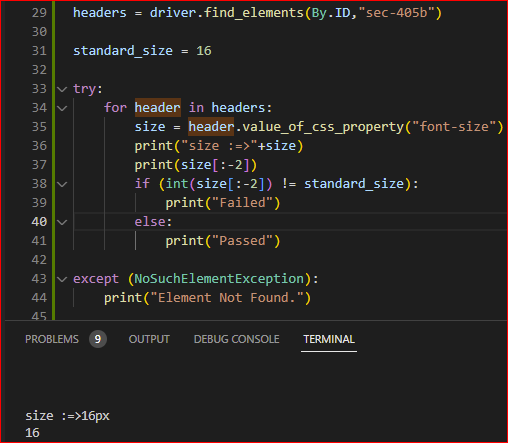 29 headers = driver.find_elements(By.ID,"sec-405b")
30
31 standard_size = 16
32
33 try:
34 for header in headers:
35 size = header.value_of_css_property("font-size")
36 print("size :=>"+size)
37 print(size[:-2])
38 if (int(size[:-2]) != standard_size):
39 print("Failed")
40 else:
41 print("Passed")
42
43 except (NoSuchElementException):
44 print("Element Not Found.")
45
PROBLEMS 9 OUTPUT DEBUG CONSOLE TERMINAL
size :=>16px
16